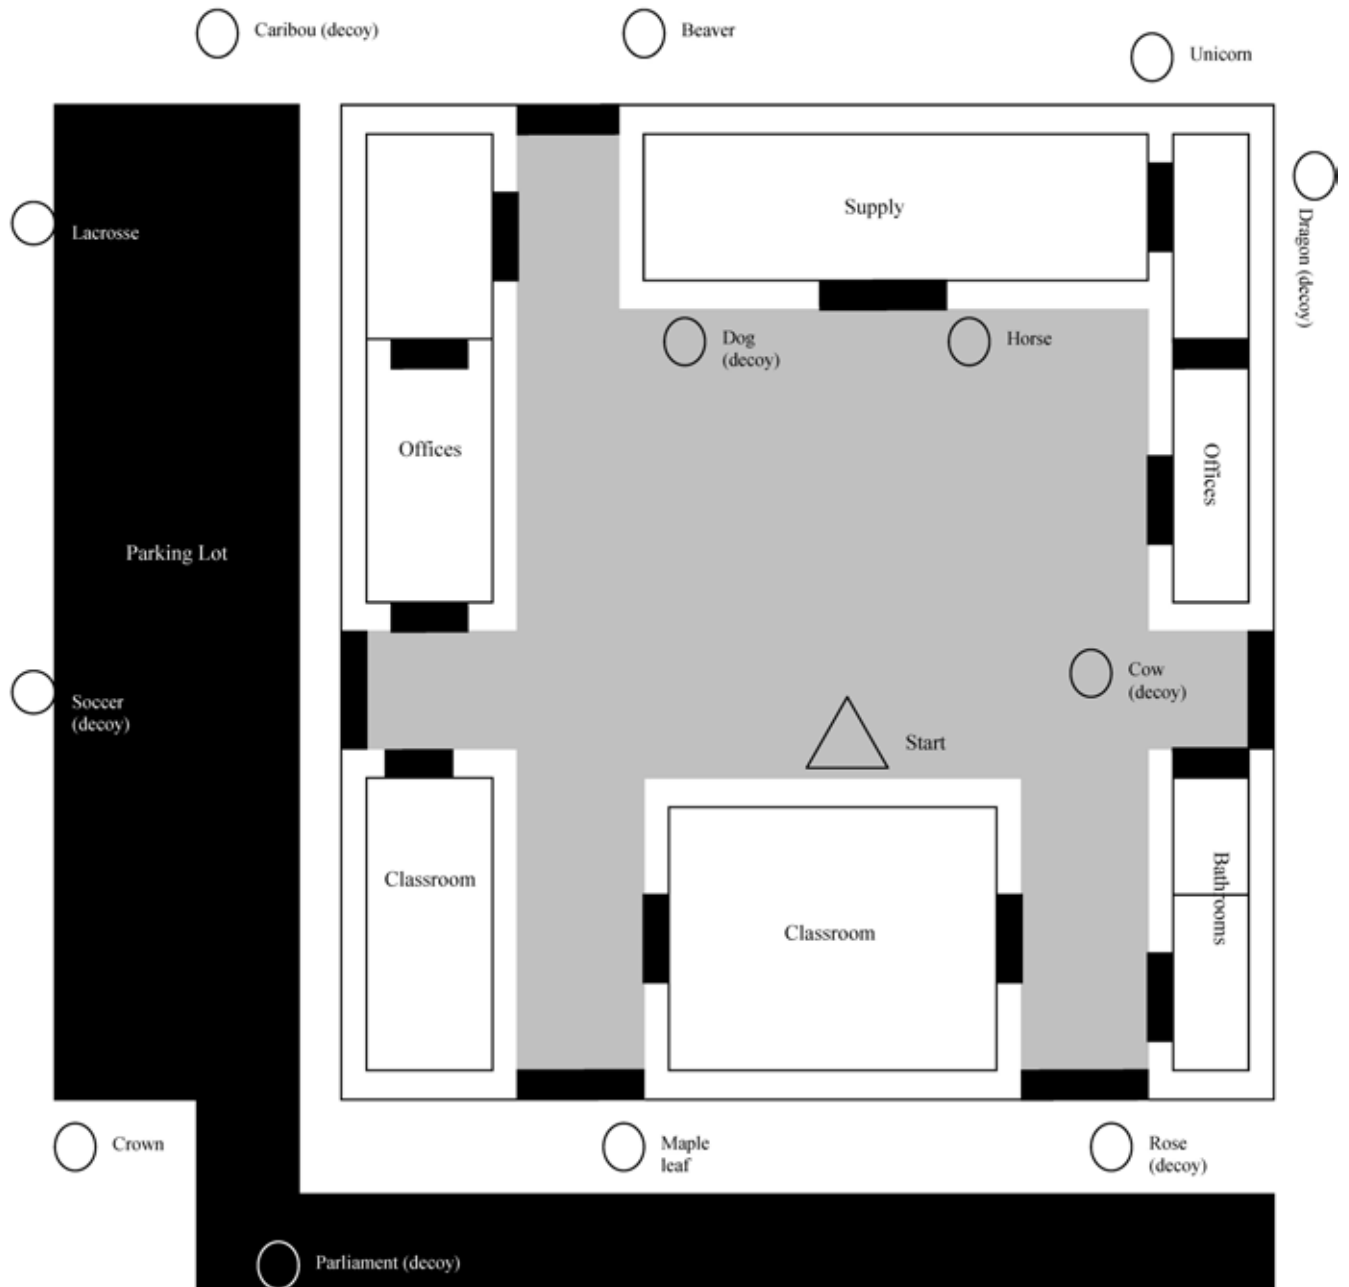 Caribou (decoy)
Beaver
Unicorn
Supply
Lacrosse
Dragon (decoy)
Dog
(decoy)
Horse
Offices
Offices
Parking Lot
Cow
(decoy)
Soccer
(decoy)
Start
Classroom
Bathrooms
Classroom
Crown
Maple
leaf
Rose
(decoy)
Parliament (decoy)